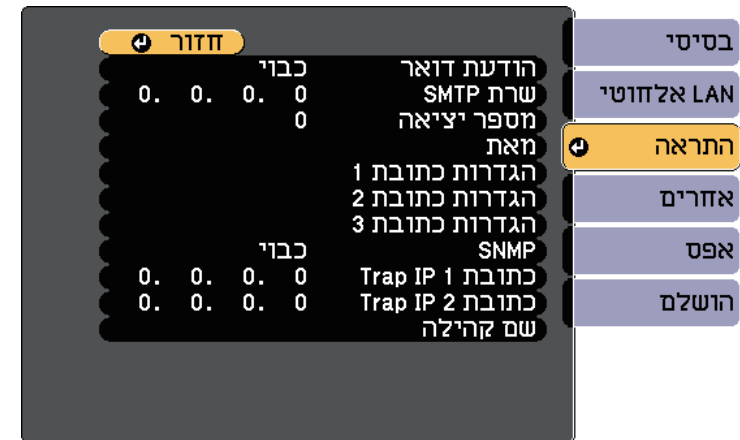 חזור
הודעת דואר כבוי
שרת SMTP 0. 0. 0. 0
מספר יציאה 0
מאת
הגדרות כתובת 1
הגדרות כתובת 2
הגדרות כתובת 3
SNMP כבוי
כתובת Trap IP 1 0. 0. 0. 0
כתובת Trap IP 2 0. 0. 0. 0
שם קהילה
בסיסי
LAN אלחוטי
התראה
אחרים
אפס
הושלם